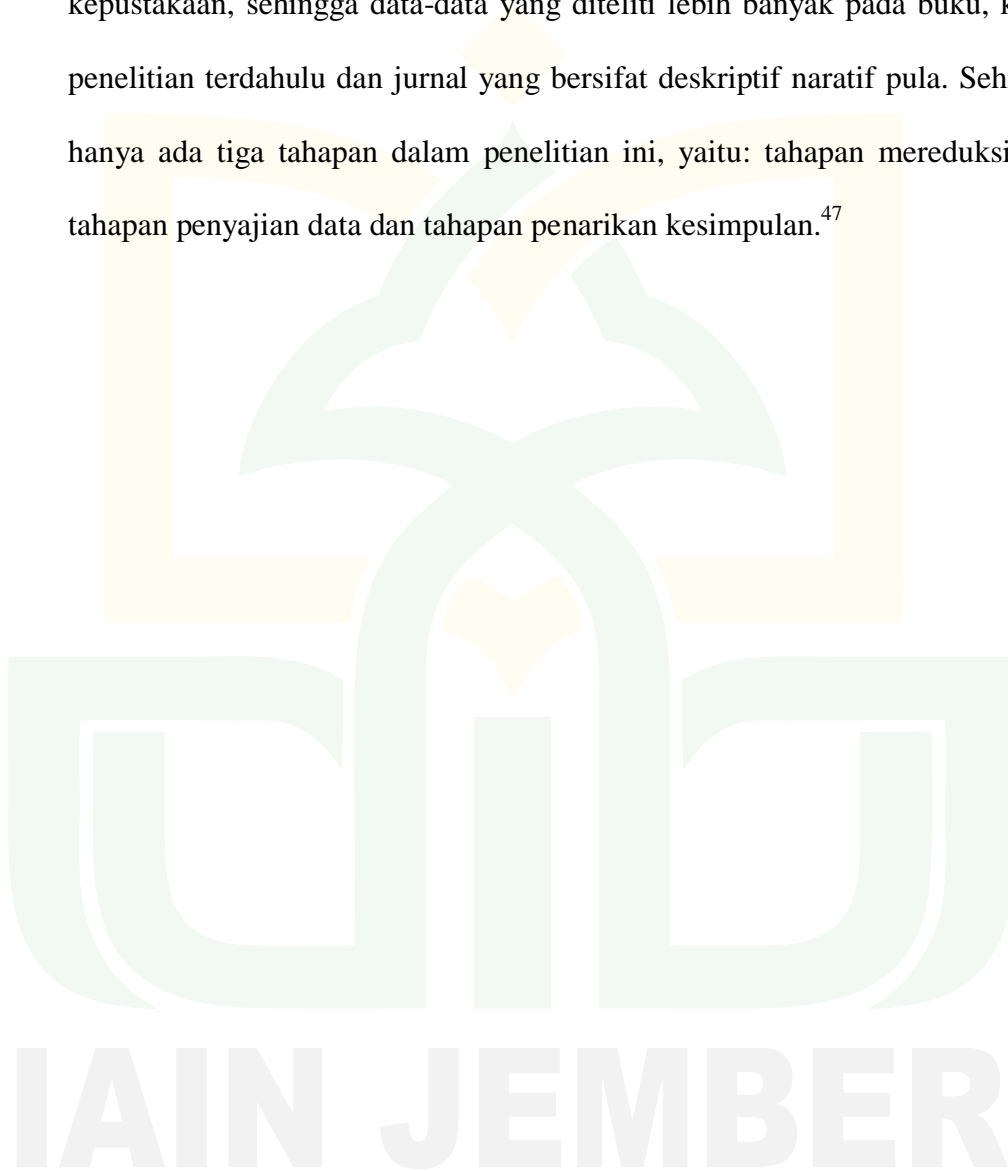 kepustakaan, sehingga data-data yang diteliti lebih banyak pada buku,
penelitian terdahulu dan jurnal yang bersifat deskriptif naratif pula.
hanya ada tiga tahapan dalam penelitian ini, yaitu: tahapan mereduksi
tahapan penyajian data dan tahapan penarikan kesimpulan.47
IAIN JEMBER